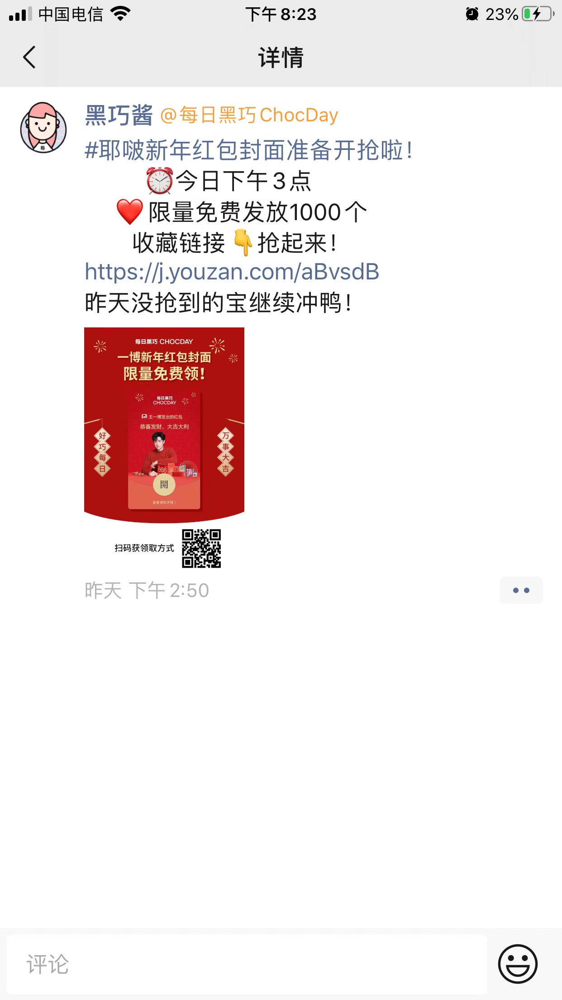 中国电信
下午 8:23
23%
详情
黑巧酱 @每日黑巧ChocDay
#耶啵新年红包封面准备开抢啦！
⏰今日下午3点
❤️限量免费发放1000个
收藏链接👇抢起来！
https://j.youzan.com/aBvsdB
昨天没抢到的宝继续冲鸭！
每日黑巧 CHOCDAY
一博新年红包封面
限量免费领！
每日黑巧
CHOCDAY
王一博发出的红包
恭喜发财，大吉大利
好巧每日
万事大吉
666
開
查看领取详情>
扫码获领取方式
每
昨天 下午 2:50
评论